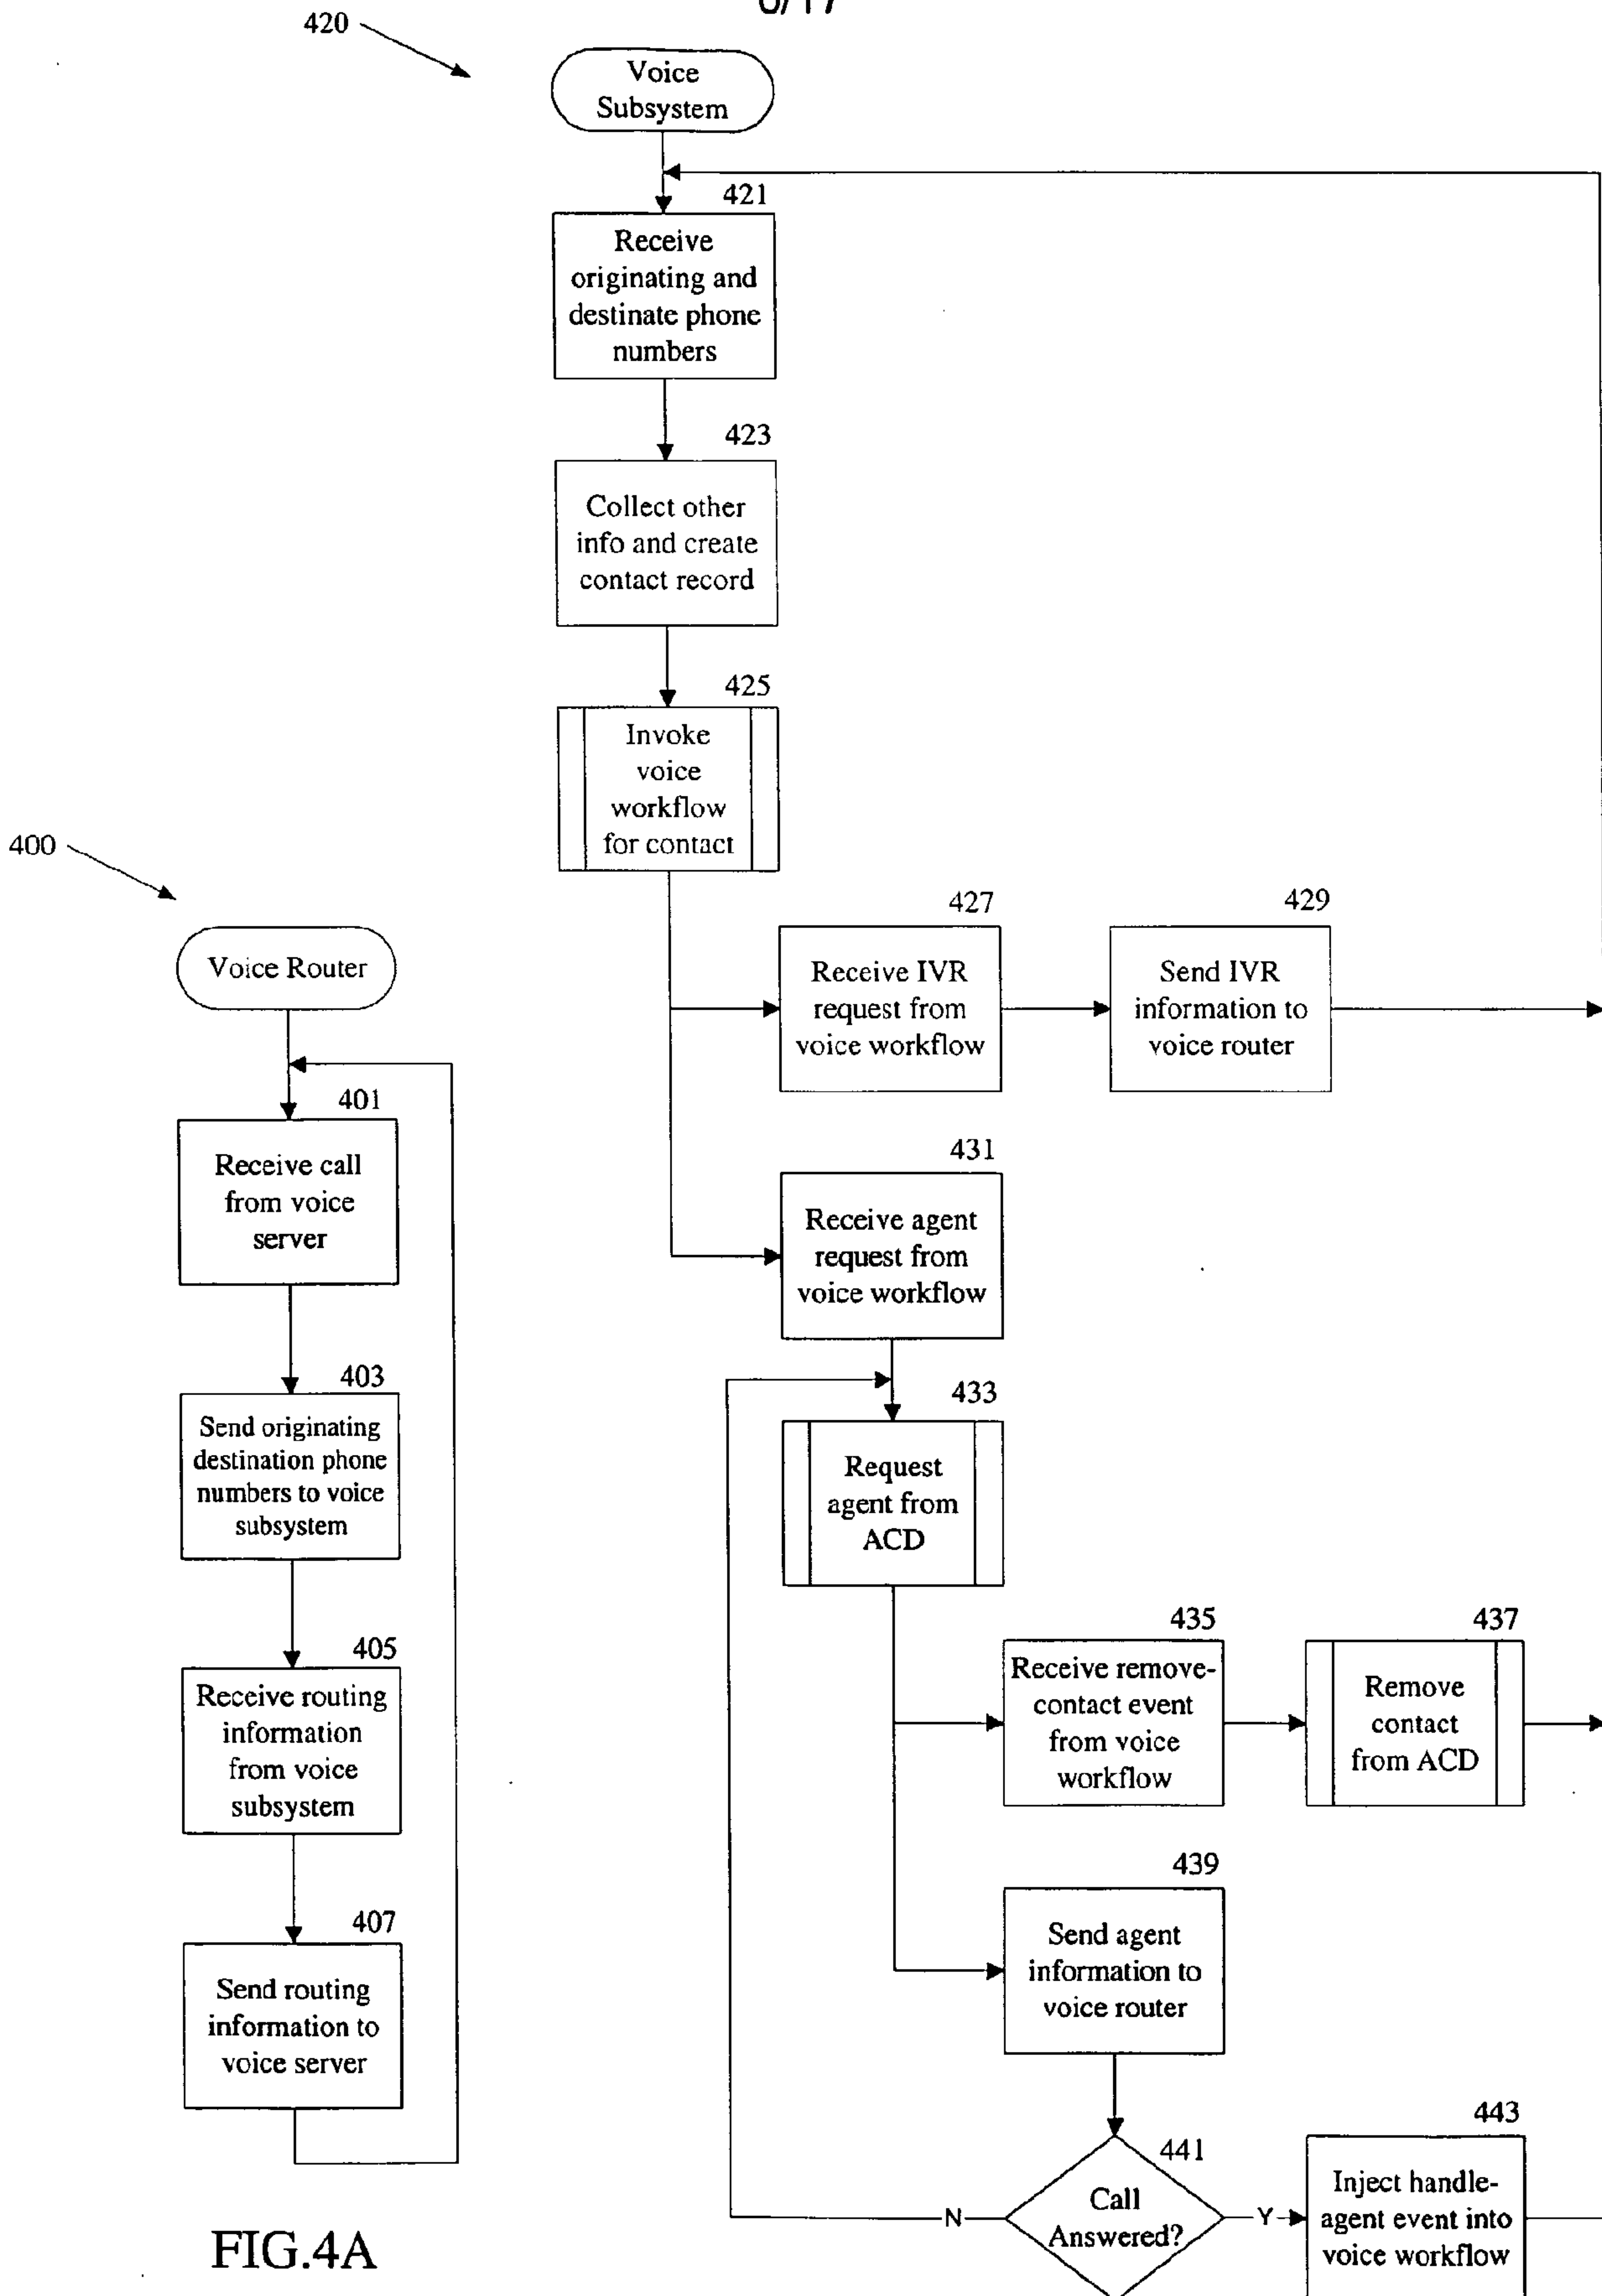 6/17
420
Voice
Subsystem
421
Receive
originating and
destinate phone
numbers
423
Collect other
info and create
contact record
425
Invoke
voice
workflow
for contact
400
Voice Router
401
Receive call
from voice
server
403
Send originating
destination phone
numbers to voice
subsystem
405
Receive routing
information
from voice
subsystem
407
Send routing
information to
voice server
FIG.4A
427
Receive IVR
request from
voice workflow
429
Send IVR
information to
voice router
431
Receive agent
request from
voice workflow
433
Request
agent from
ACD
435
Receive remove-
contact event
from voice
workflow
437
Remove
contact
from ACD
439
Send agent
information to
voice router
441
Call
Answered?
N
Y
443
Inject handle-
agent event into
voice workflow